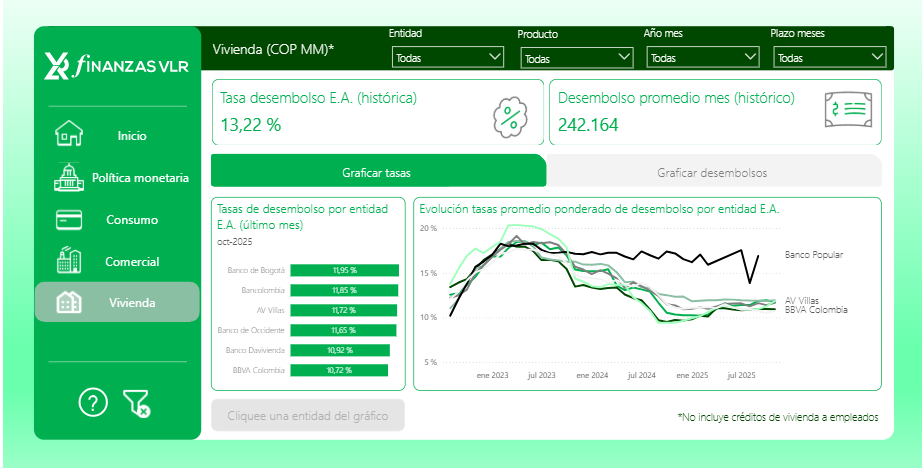 VLR FINANZAS VLR
Inicio
Política monetaria
Consumo
Comercial
Vivienda
?
Vivienda (COP MM)*
Entidad
Todas
Producto
Todas
Año mes
Todas
Plazo meses
Todas
Tasa desembolso E.A. (histórica)
13,22 %
%
Desembolso promedio mes (histórico)
242.164
$
Graficar tasas
Graficar desembolsos
Tasas de desembolso por entidad
E.A. (último mes)
oct-2025
Banco de Bogotá 11,95 %
Bancolombia 11,85 %
AV Villas 11,72 %
Banco de Occidente 11,65 %
Banco Davivienda 10,92 %
BBVA Colombia 10,72 %
Evolución tasas promedio ponderado de desembolso por entidad E.A.
20 %
15 %
10 %
5 %
Banco Popular
AV Villas
BBVA Colombia
ene 2023 jul 2023 ene 2024 jul 2024 ene 2025 jul 2025
Cliquee una entidad del gráfico
*No incluye créditos de vivienda a empleados